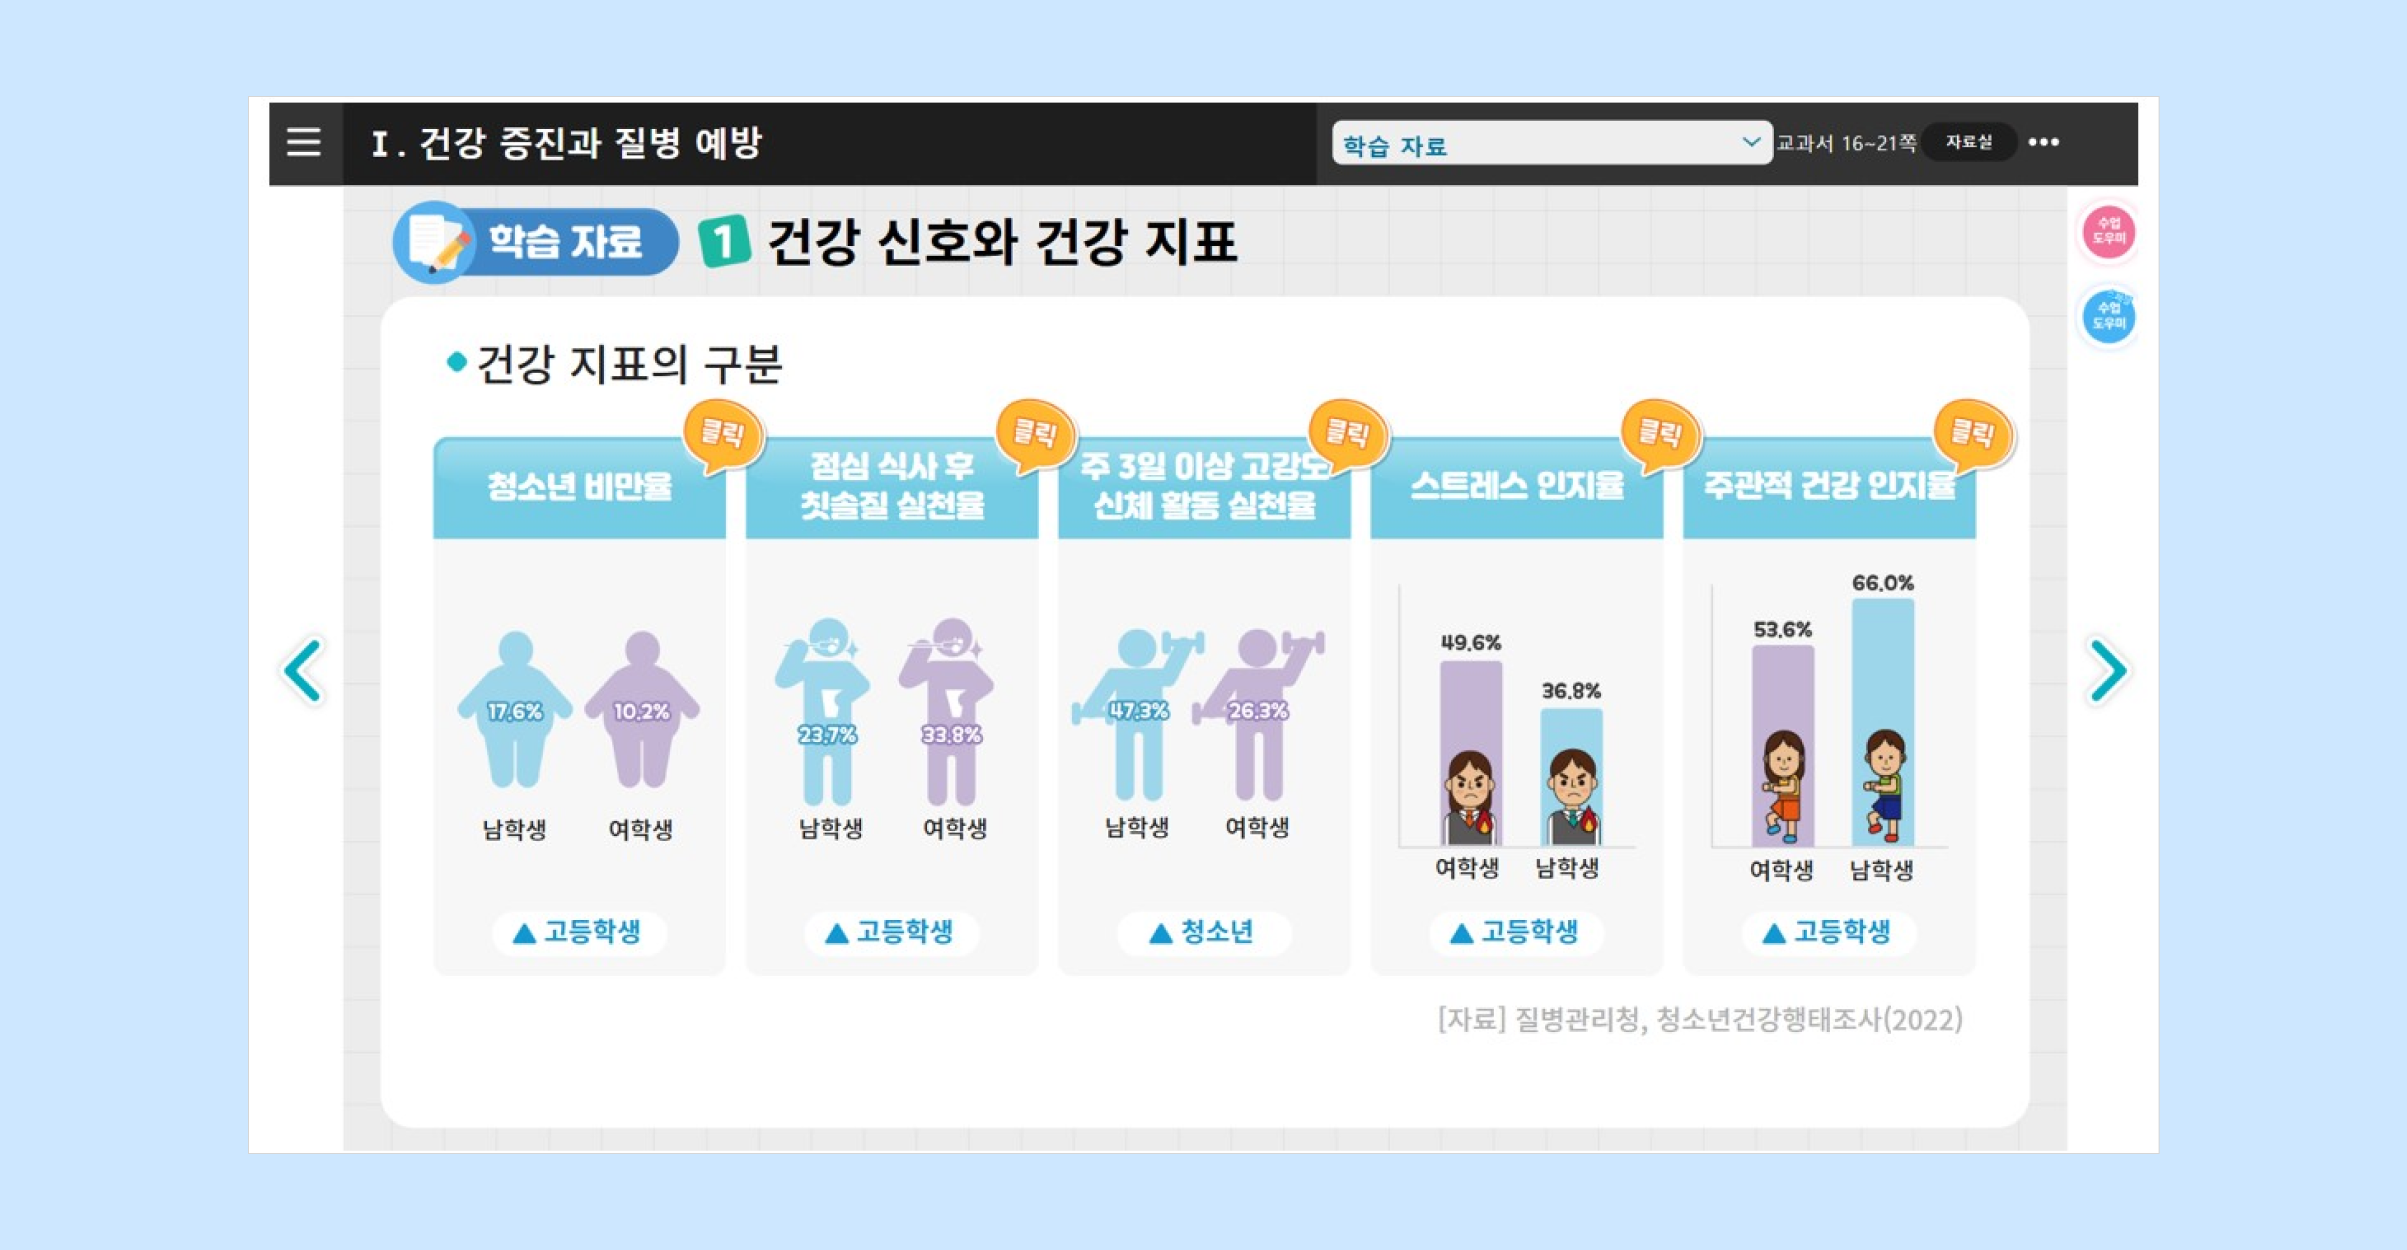 I. 건강 증진과 질병 예방
학습 자료
교과서 16~21쪽
자료실
수업
도우미
수업
도우미
학습 자료
1 건강 신호와 건강 지표
건강 지표의 구분
클릭
청소년 비만율
17.6%
10.2%
남학생
여학생
▲ 고등학생
클릭
점심 식사 후
칫솔질 실천율
23.7%
33.8%
남학생
여학생
▲ 고등학생
클릭
주 3일 이상 고강도
신체 활동 실천율
47.3%
26.3%
남학생
여학생
▲ 청소년
클릭
스트레스 인지율
49.6%
36.8%
여학생
남학생
▲ 고등학생
클릭
주관적 건강 인지율
53.6%
66.0%
여학생
남학생
▲ 고등학생
[자료] 질병관리청, 청소년건강행태조사(2022)